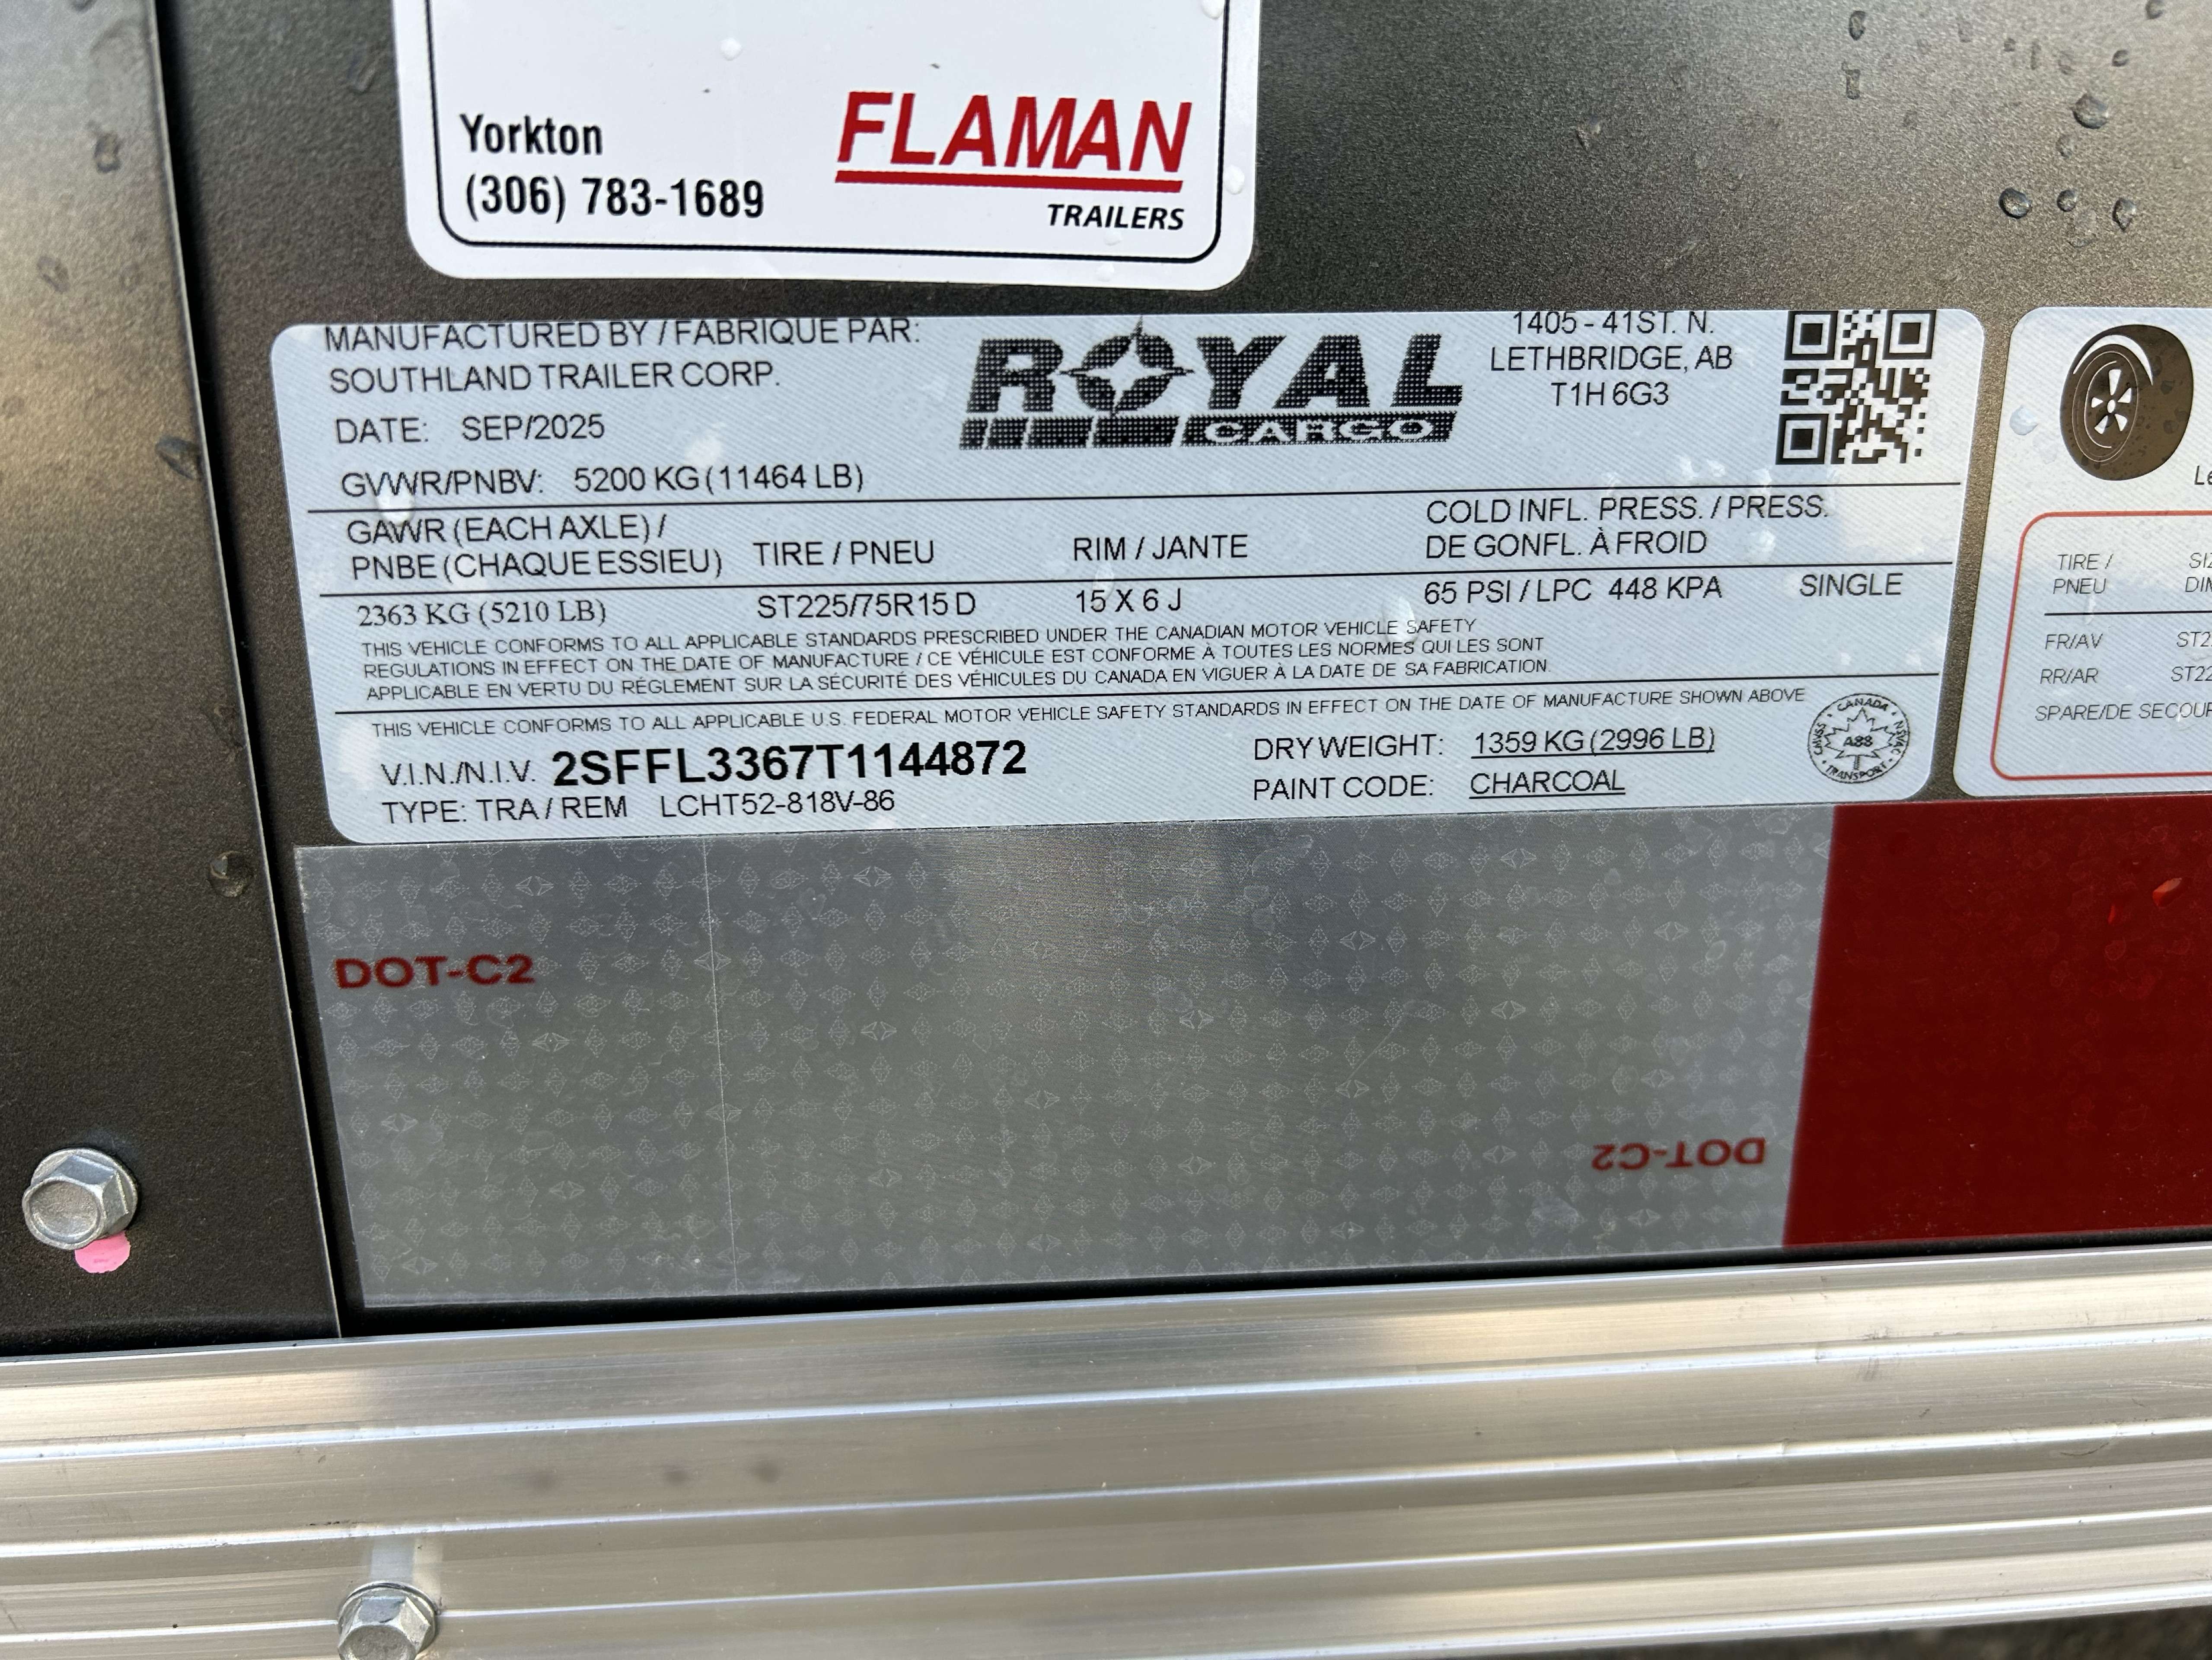 Yorkton
(306) 783-1689
FLAMAN
TRAILERS
MANUFACTURED BY / FABRIQUE PAR:
SOUTHLAND TRAILER CORP.
DATE: SEP/2025
GVWR/PNBV: 5200 KG (11464 LB)
ROYAL
CARGO
1405 - 41ST. N.
LETHBRIDGE, AB
T1H 6G3
GAWR (EACH AXLE) /
PNBE (CHAQUE ESSIEU)
TIRE / PNEU
RIM / JANTE
COLD INFL. PRESS. / PRESS.
DE GONFL. À FROID
2363 KG (5210 LB) ST225/75R15 D 15 X 6 J 65 PSI / LPC 448 KPA SINGLE
THIS VEHICLE CONFORMS TO ALL APPLICABLE STANDARDS PRESCRIBED UNDER THE CANADIAN MOTOR VEHICLE SAFETY
REGULATIONS IN EFFECT ON THE DATE OF MANUFACTURE / CE VÉHICULE EST CONFORME À TOUTES LES NORMES QUI LES SONT
APPLICABLE EN VERTU DU RÉGLEMENT SUR LA SÉCURITÉ DES VÉHICULES DU CANADA EN VIGUER À LA DATE DE SA FABRICATION.
THIS VEHICLE CONFORMS TO ALL APPLICABLE U.S. FEDERAL MOTOR VEHICLE SAFETY STANDARDS IN EFFECT ON THE DATE OF MANUFACTURE SHOWN ABOVE
V.I.N./N.I.V. 2SFFL3367T1144872
TYPE: TRA / REM LCHT52-818V-86
DRY WEIGHT: 1359 KG (2996 LB)
PAINT CODE: CHARCOAL
CANADA
CMVSS
A88
NSVAC
TRANSPORT
TIRE /
PNEU
FR/AV
RR/AR
SPARE/DE
DOT-C2
DOT-C2